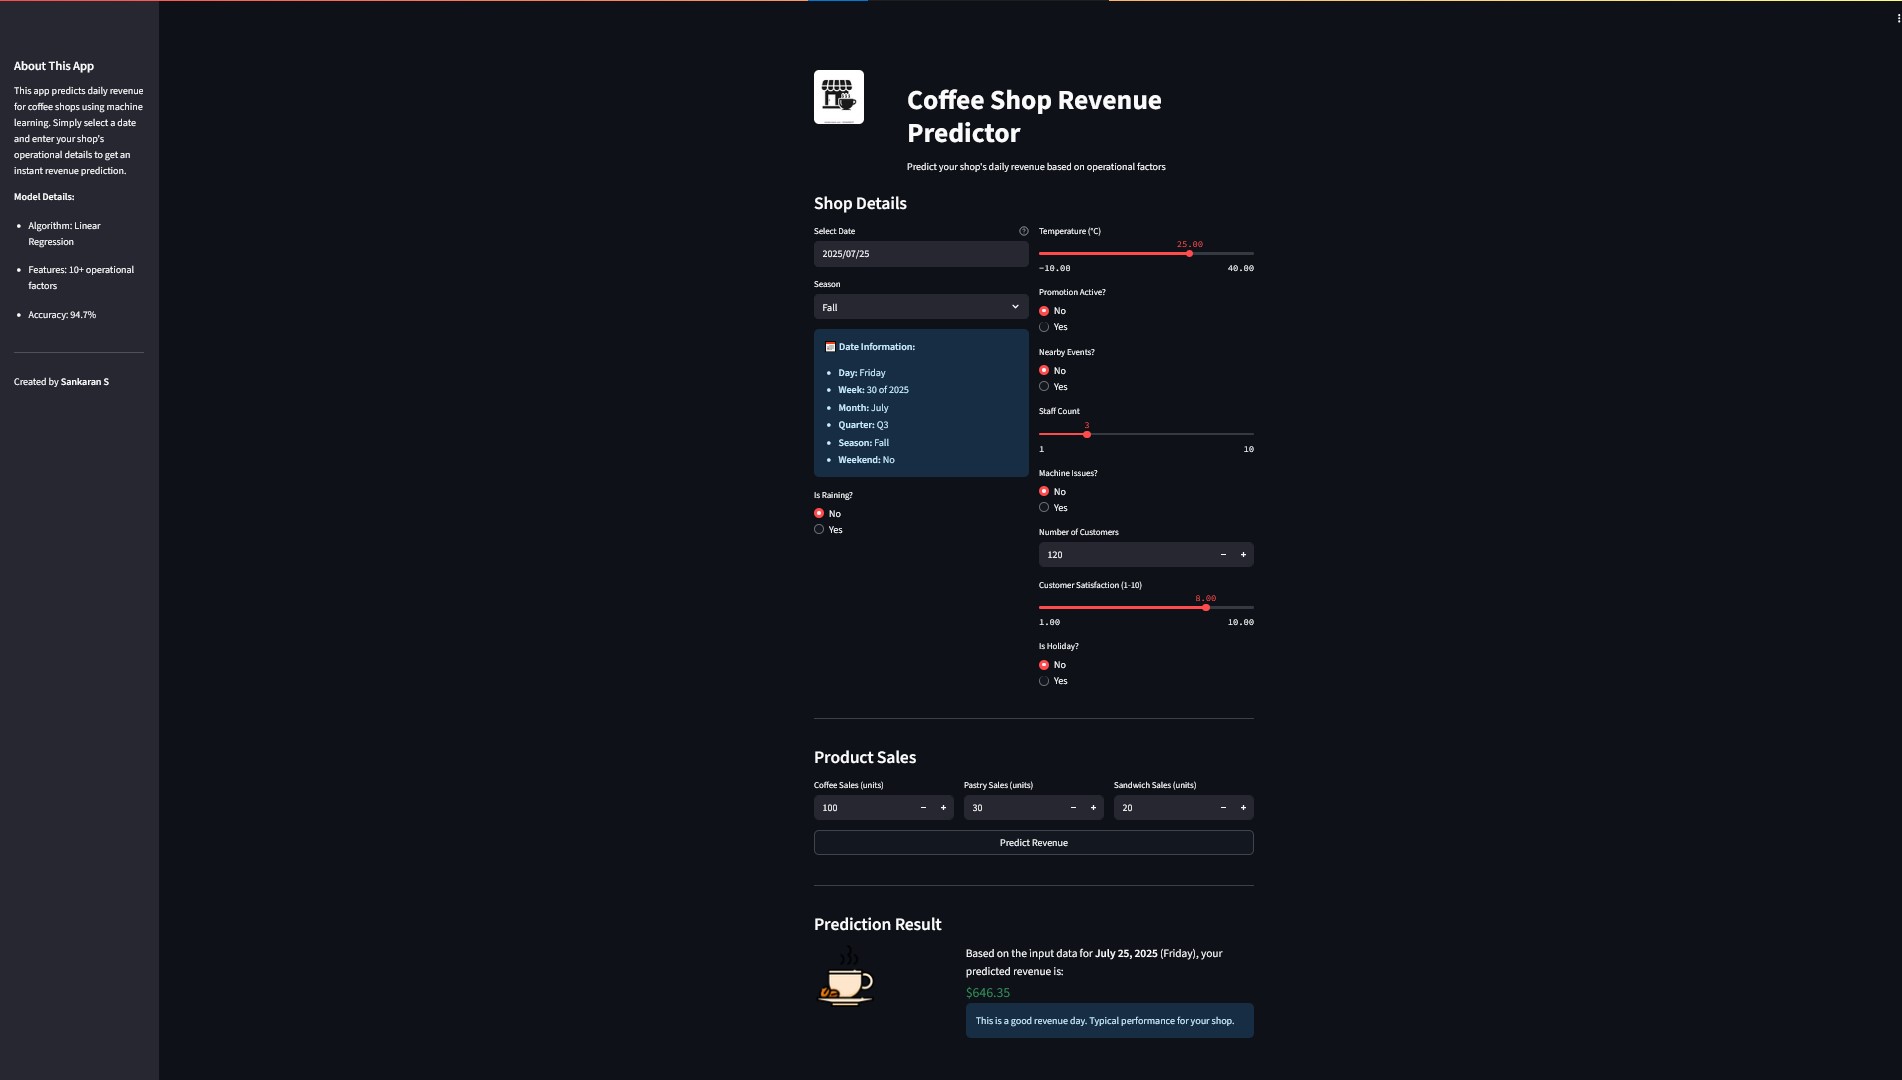 About This App
This app predicts daily revenue
for coffee shops using machine
learning. Simply select a date
and enter your shop's
operational details to get an
instant revenue prediction.
Model Details:
Algorithm: Linear
Regression
Features: 10+ operational
factors
Accuracy: 94.7%
Created by Sankaran S
Coffee Shop Revenue
Predictor
Predict your shop's daily revenue based on operational factors
Shop Details
Select Date
2025/07/25
Season
Fall
Date Information:
Day: Friday
Week: 30 of 2025
Month: July
Quarter: Q3
Season: Fall
Weekend: No
Is Raining?
No
Yes
Temperature (°C)
25.00
-10.00 40.00
Promotion Active?
No
Yes
Nearby Events?
No
Yes
Staff Count
3
1 10
Machine Issues?
No
Yes
Number of Customers
120 − +
Customer Satisfaction (1-10)
8.00
1.00 10.00
Is Holiday?
No
Yes
Product Sales
Coffee Sales (units) Pastry Sales (units) Sandwich Sales (units)
100 − + 30 − + 20 − +
Predict Revenue
Prediction Result
Based on the input data for July 25, 2025 (Friday), your
predicted revenue is:
$646.35
This is a good revenue day. Typical performance for your shop.